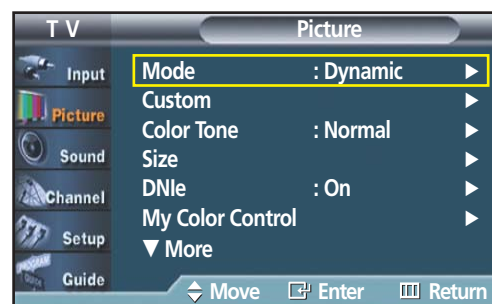 T V Picture
Input
Picture
Sound
Channel
Setup
Guide
Mode : Dynamic ▶
Custom ▶
Color Tone : Normal ▶
Size ▶
DNIe : On ▶
My Color Control ▶
▼ More
Move Enter Return